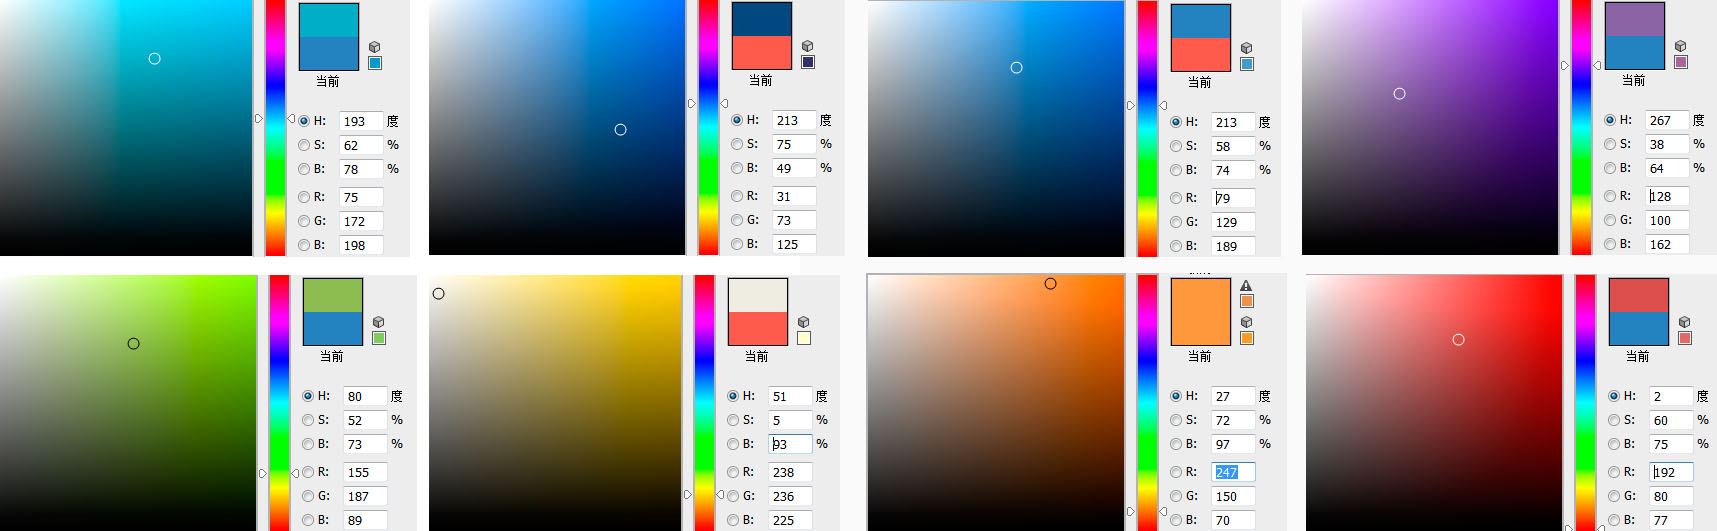 当前
H: 193 度
S: 62 %
B: 78 %
R: 75
G: 172
B: 198
当前
H: 213 度
S: 75 %
B: 49 %
R: 31
G: 73
B: 125
当前
H: 213 度
S: 58 %
B: 74 %
R: 79
G: 129
B: 189
当前
H: 267 度
S: 38 %
B: 64 %
R: 128
G: 100
B: 162
当前
H: 80 度
S: 52 %
B: 73 %
R: 155
G: 187
B: 89
当前
H: 51 度
S: 5 %
B: 93 %
R: 238
G: 236
B: 225
当前
H: 27 度
S: 72 %
B: 97 %
R: 247
G: 150
B: 70
当前
H: 2 度
S: 60 %
B: 75 %
R: 192
G: 80
B: 77